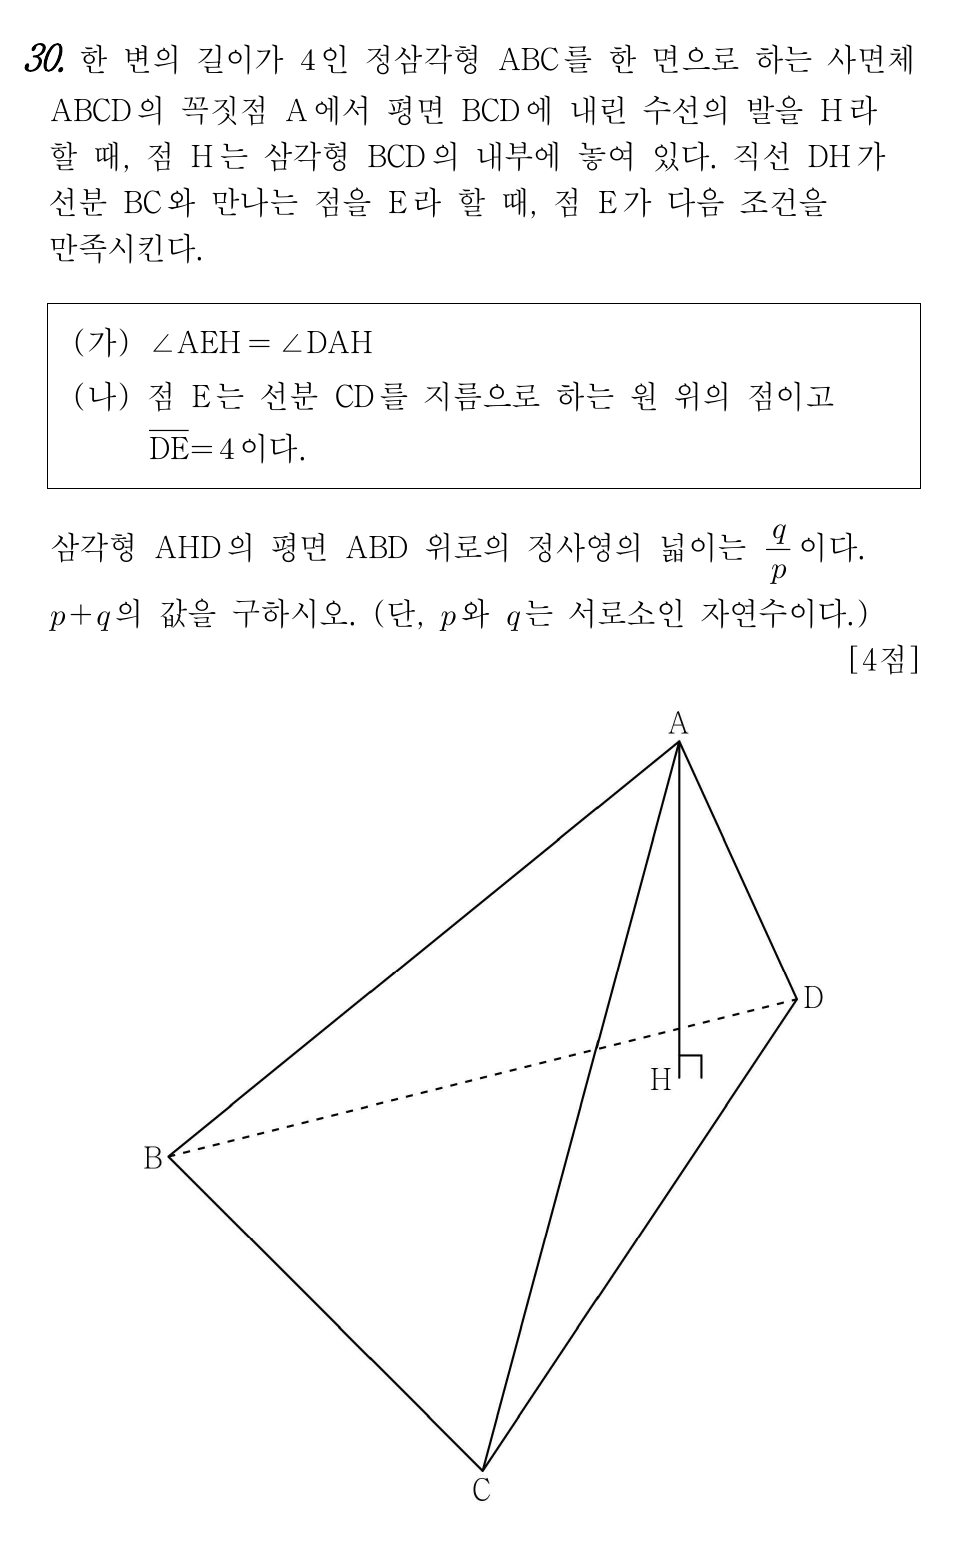 30. 한 변의 길이가 4인 정삼각형 ABC를 한 면으로 하는 사면체
ABCD의 꼭짓점 A에서 평면 BCD에 내린 수선의 발을 H라
할 때, 점 H는 삼각형 BCD의 내부에 놓여 있다. 직선 DH가
선분 BC와 만나는 점을 E라 할 때, 점 E가 다음 조건을
만족시킨다.
(가) ∠AEH = ∠DAH
(나) 점 E는 선분 CD를 지름으로 하는 원 위의 점이고
D̅E̅=4이다.
삼각형 AHD의 평면 ABD 위로의 정사영의 넓이는 q/p이다.
p+q의 값을 구하시오. (단, p와 q는 서로소인 자연수이다.)
[4점]
A
D
H
B
C